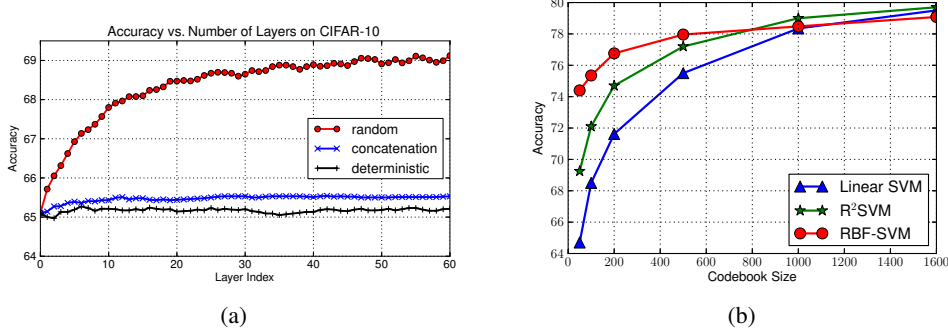 Accuracy vs. Number of Layers on CIFAR-10
69
68
67
66
65
64
Accuracy
random
concatenation
deterministic
0
10
20
30
40
50
60
Layer Index
(a)
80
78
76
74
72
70
68
66
64
Accuracy
Linear SVM
R²SVM
RBF-SVM
0
200
400
600
800
1000
1200
1400
1600
Codebook Size
(b)